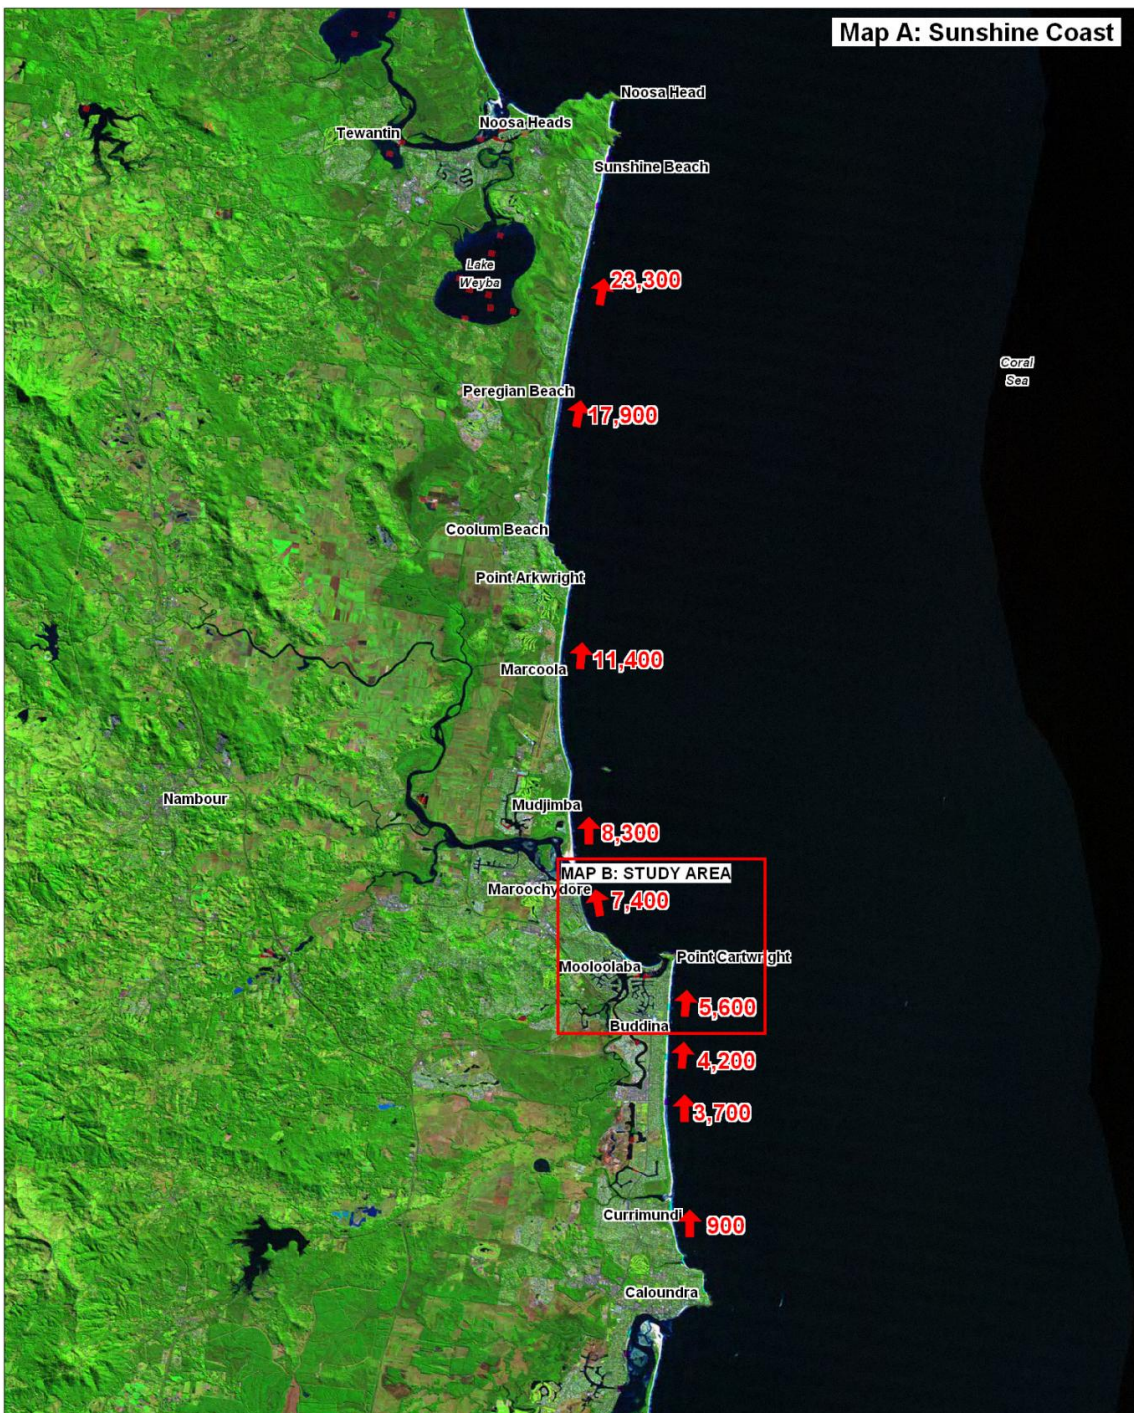 Map A: Sunshine Coast
Noosa Head
Noosa Heads
Tewantin
Sunshine Beach
Lake
Weyba
23,300
Coral
Sea
Peregian Beach
17,900
Coolum Beach
Point Arkwright
11,400
Marcoola
Nambour
Mudjimba
8,300
MAP B: STUDY AREA
Maroochydore
7,400
Point Cartwright
Mooloolaba
5,600
Buddina
4,200
3,700
Currimundi
900
Caloundra